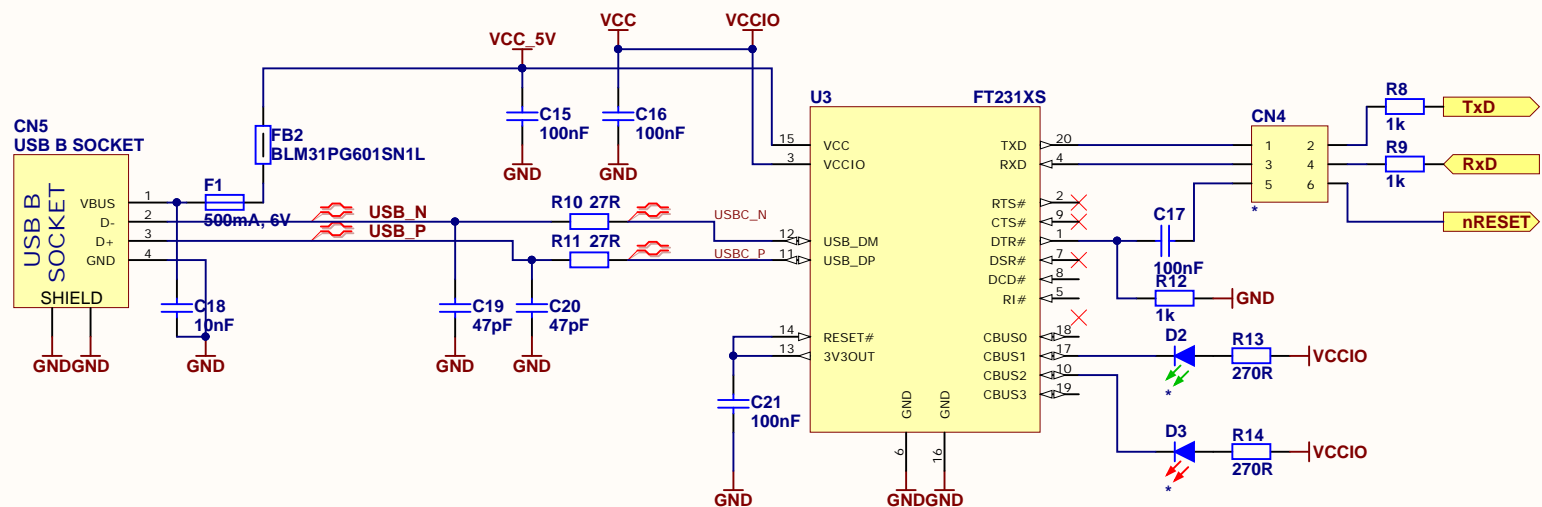 VCC
VCCIO
VCC_5V
CN5
USB B SOCKET
USB B
SOCKET
VBUS
D-
D+
GND
SHIELD
1
2
3
4
GND
GND
FB2
BLM31PG601SN1L
F1
500mA, 6V
C18
10nF
GND
C15
100nF
GND
C16
100nF
GND
USB_N
USB_P
R10 27R
R11 27R
USBC_N
USBC_P
C19
47pF
GND
C20
47pF
GND
C21
100nF
GND
U3
FT231XS
15
VCC
3
VCCIO
12
USB_DM
11
USB_DP
14
RESET#
13
3V3OUT
TXD
20
RXD
4
RTS#
2
CTS#
9
DTR#
1
DSR#
7
DCD#
8
RI#
5
CBUS0
18
CBUS1
17
CBUS2
10
CBUS3
19
GND
GND
6
16
GND
GND
CN4
1
2
3
4
5
6
*
R8
1k
TxD
R9
1k
RxD
nRESET
C17
100nF
R12
1k
GND
D2
*
R13
270R
VCCIO
D3
*
R14
270R
VCCIO